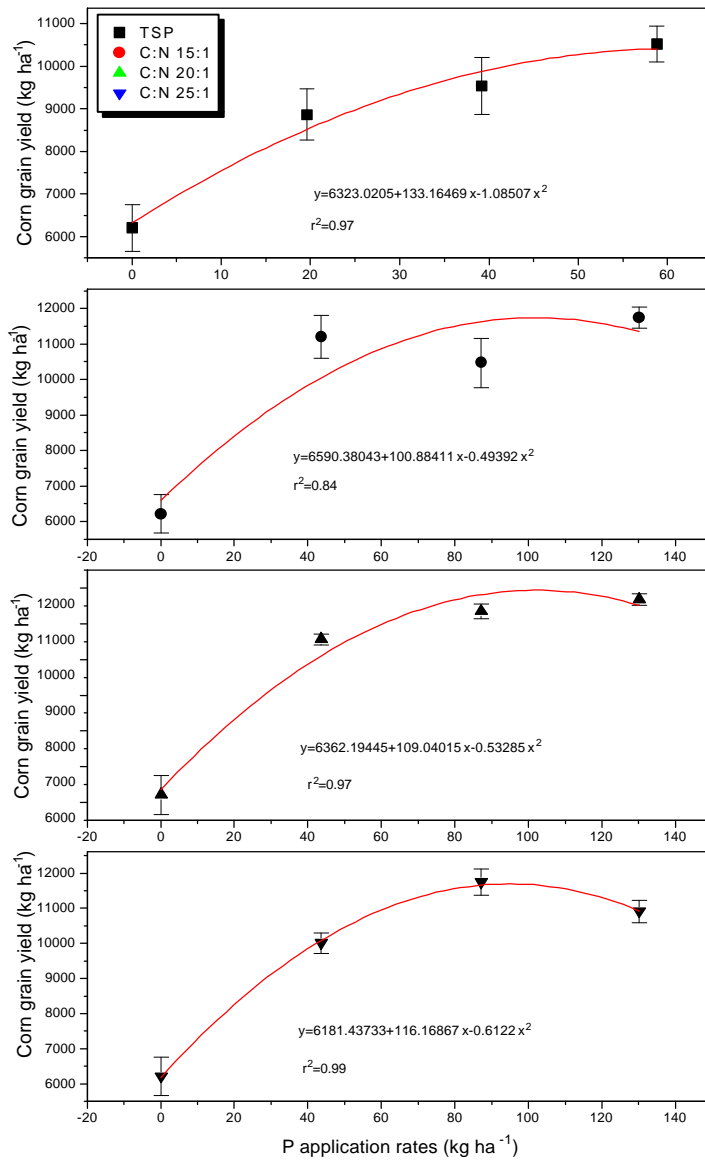 TSP
C:N 15:1
C:N 20:1
C:N 25:1
Corn grain yield (kg ha⁻¹)
11000
10000
9000
8000
7000
6000
y=6323.0205+133.16469 x-1.08507 x²
r²=0.97
0 10 20 30 40 50 60
Corn grain yield (kg ha⁻¹)
12000
11000
10000
9000
8000
7000
6000
y=6590.38043+100.88411 x-0.49392 x²
r²=0.84
-20 0 20 40 60 80 100 120 140
Corn grain yield (kg ha⁻¹)
12000
11000
10000
9000
8000
7000
6000
y=6362.19445+109.04015 x-0.53285 x²
r²=0.97
-20 0 20 40 60 80 100 120 140
Corn grain yield (kg ha⁻¹)
12000
11000
10000
9000
8000
7000
6000
y=6181.43733+116.16867 x-0.6122 x²
r²=0.99
-20 0 20 40 60 80 100 120 140
P application rates (kg ha⁻¹)